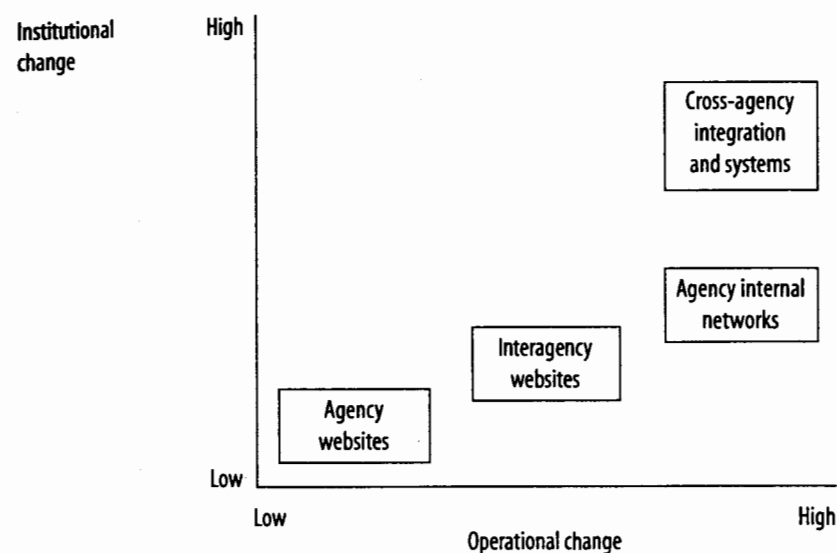 Institutional
change
High
Cross-agency
integration
and systems
Agency internal
networks
Interagency
websites
Agency
websites
Low
Low
High
Operational change